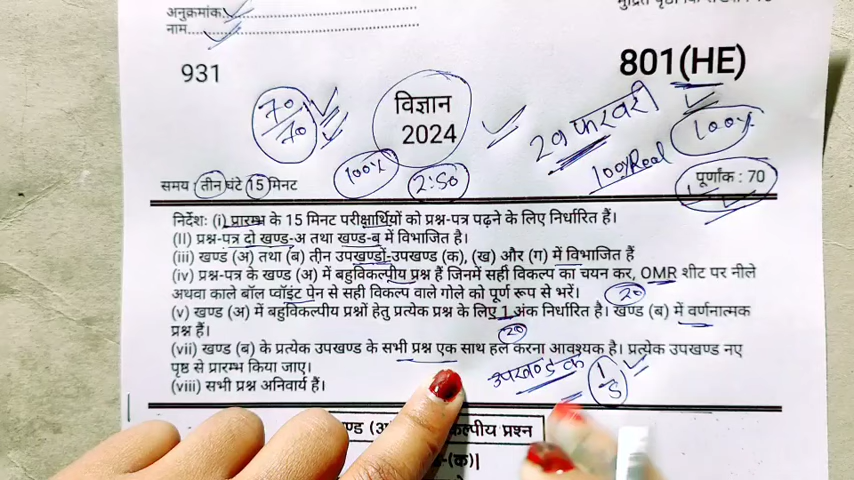 अनुक्रमांक
नाम
931
801(HE)
70/70
विज्ञान
2024
29 फरवरी
100%
100% Real
100%
2:50
समय : तीन घंटे 15 मिनट
पूर्णांक : 70
निर्देशः (i) प्रारम्भ के 15 मिनट परीक्षार्थियों को प्रश्न-पत्र पढ़ने के लिए निर्धारित हैं।
(II) प्रश्न-पत्र दो खण्ड-अ तथा खण्ड-ब में विभाजित है।
(iii) खण्ड (अ) तथा (ब) तीन उपखण्डों-उपखण्ड (क), (ख) और (ग) में विभाजित हैं
(iv) प्रश्न-पत्र के खण्ड (अ) में बहुविकल्पीय प्रश्न हैं जिनमें सही विकल्प का चयन कर, OMR शीट पर नीले
अथवा काले बॉल प्वॉइंट पेन से सही विकल्प वाले गोले को पूर्ण रूप से भरें।
20
(v) खण्ड (अ) में बहुविकल्पीय प्रश्नों हेतु प्रत्येक प्रश्न के लिए 1 अंक निर्धारित है। खण्ड (ब) में वर्णनात्मक
प्रश्न हैं।
20
(vii) खण्ड (ब) के प्रत्येक उपखण्ड के सभी प्रश्न एक साथ हल करना आवश्यक है। प्रत्येक उपखण्ड नए
पृष्ठ से प्रारम्भ किया जाए।
उपखण्ड क
(viii) सभी प्रश्न अनिवार्य हैं।